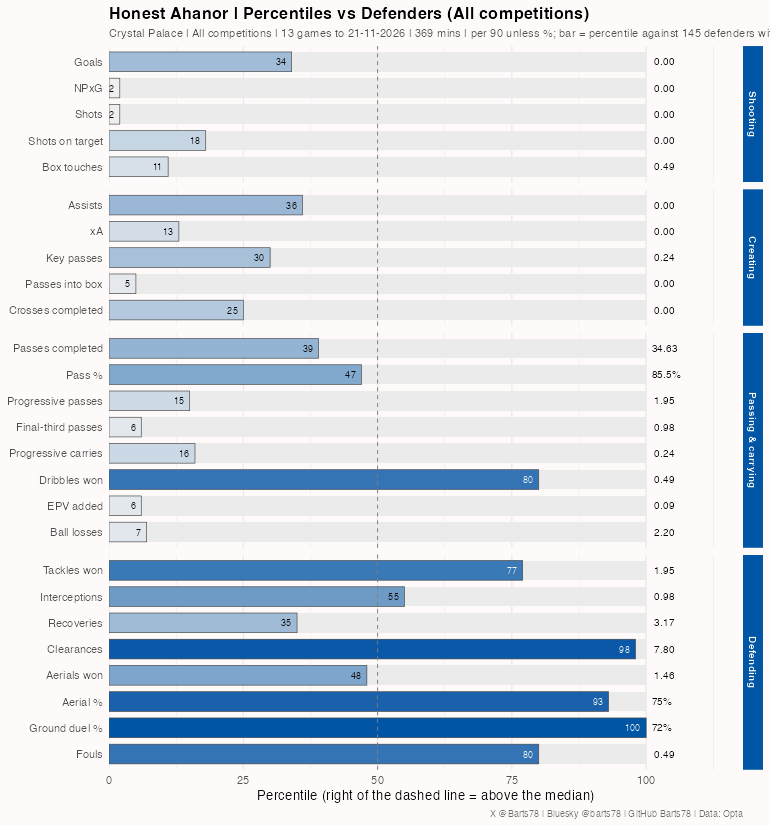 Honest Ahanor | Percentiles vs Defenders (All competitions)
Crystal Palace | All competitions | 13 games to 21-11-2026 | 369 mins | per 90 unless %; bar = percentile against 145 defenders wi
Goals 34 0.00
NPxG 2 0.00
Shots 2 0.00
Shots on target 18 0.00
Box touches 11 0.49
Shooting
Assists 36 0.00
xA 13 0.00
Key passes 30 0.24
Passes into box 5 0.00
Crosses completed 25 0.00
Creating
Passes completed 39 34.63
Pass % 47 85.5%
Progressive passes 15 1.95
Final-third passes 6 0.98
Progressive carries 16 0.24
Dribbles won 80 0.49
EPV added 6 0.09
Ball losses 7 2.20
Passing & carrying
Tackles won 77 1.95
Interceptions 55 0.98
Recoveries 35 3.17
Clearances 98 7.80
Aerials won 48 1.46
Aerial % 93 75%
Ground duel % 100 72%
Fouls 80 0.49
Defending
0 25 50 75 100
Percentile (right of the dashed line = above the median)
X @Barts78 | Bluesky @barts78 | GitHub Barts78 | Data: Opta